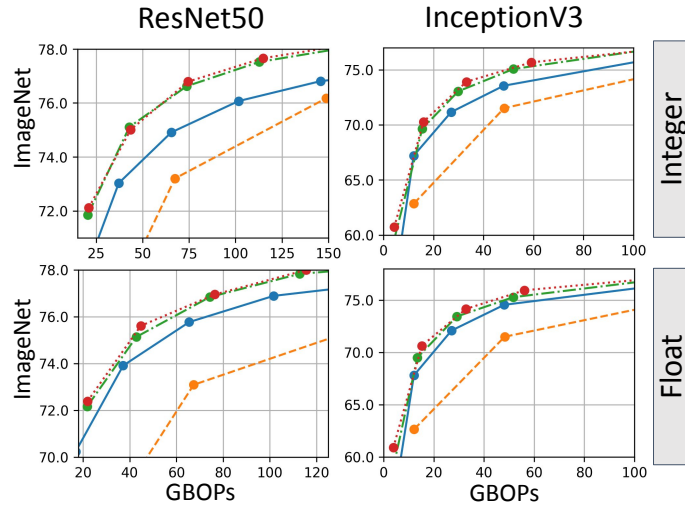 ResNet50 InceptionV3
ImageNet
78.0
76.0
74.0
72.0
25 50 75 100 125 150
75.0
70.0
65.0
60.0
0 20 40 60 80 100
Integer
ImageNet
78.0
76.0
74.0
72.0
70.0
20 40 60 80 100 120
GBOPs
75.0
70.0
65.0
60.0
0 20 40 60 80 100
GBOPs
Float